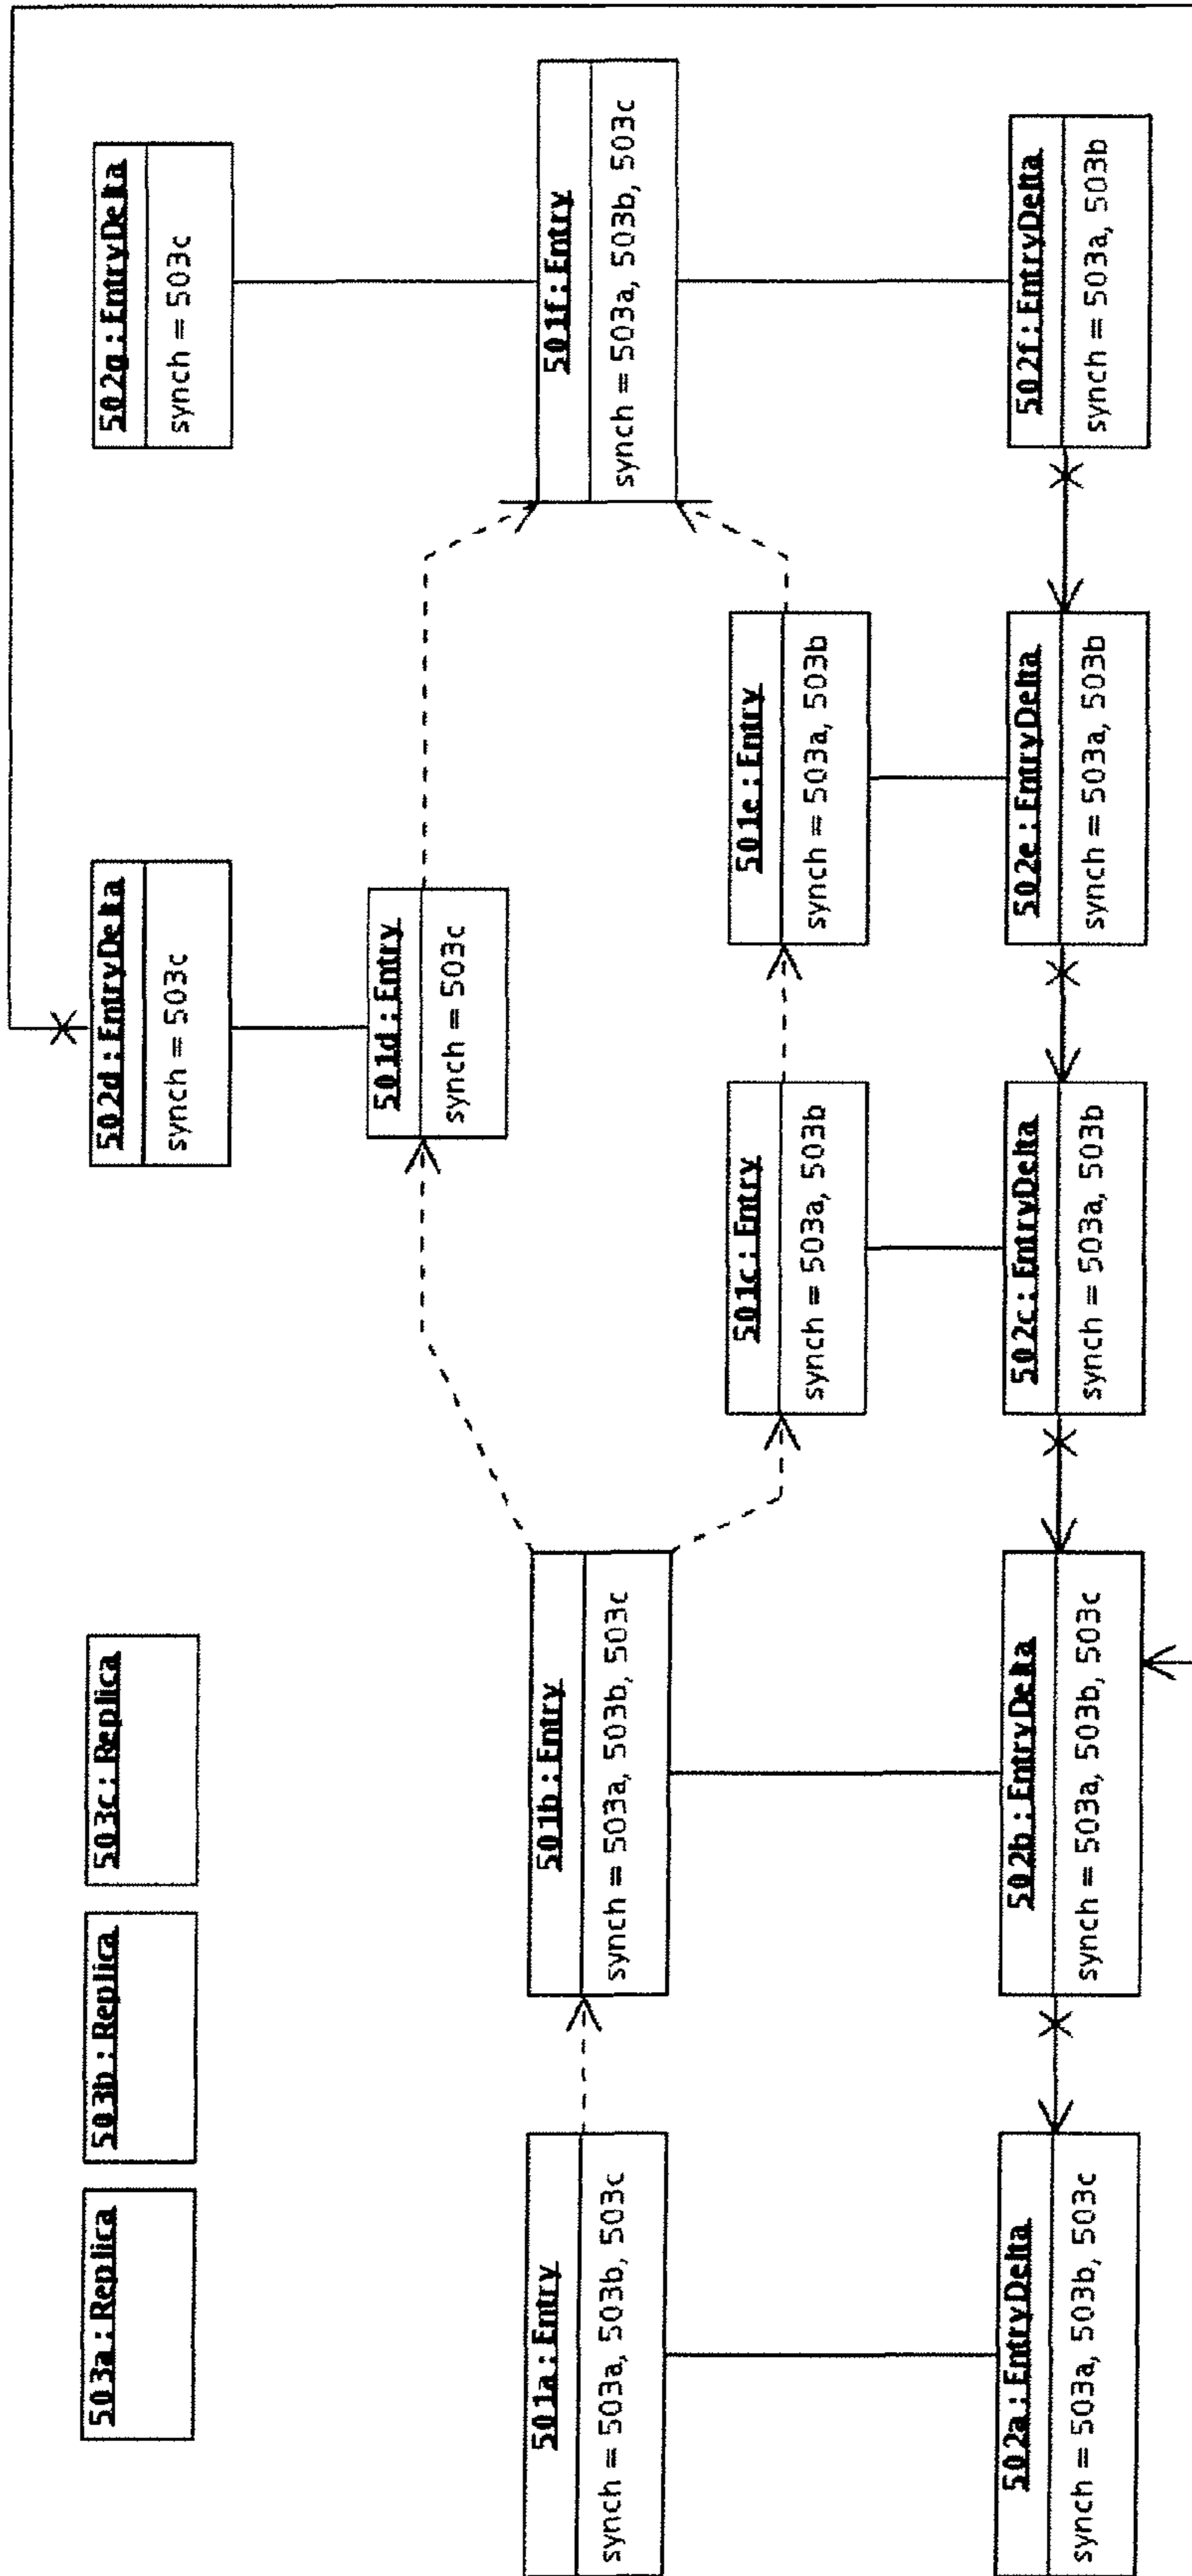 503a : Replica
503b : Replica
503c : Replica
502d : EntryDelta
synch = 503c
502g : EntryDelta
synch = 503c
501d : Entry
synch = 503c
501a : Entry
synch = 503a, 503b, 503c
501b : Entry
synch = 503a, 503b, 503c
501f : Entry
synch = 503a, 503b, 503c
501c : Entry
synch = 503a, 503b
501e : Entry
synch = 503a, 503b
502a : EntryDelta
synch = 503a, 503b, 503c
502b : EntryDelta
synch = 503a, 503b, 503c
502c : EntryDelta
synch = 503a, 503b
502e : EntryDelta
synch = 503a, 503b
502f : EntryDelta
synch = 503a, 503b